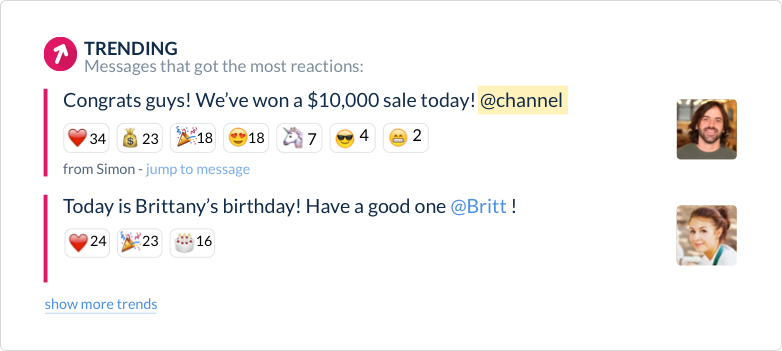 TRENDING
Messages that got the most reactions:
Congrats guys! We’ve won a $10,000 sale today! @channel
34 23 18 18 7 4 2
from Simon - jump to message
Today is Brittany’s birthday! Have a good one @Britt !
24 23 16
show more trends